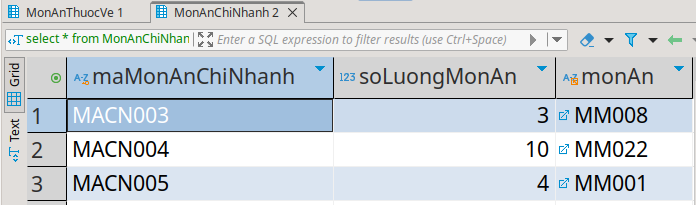 MonAnThuocVe 1 MonAnChiNhanh 2
select * from MonAnChiNhan Enter a SQL expression to filter results (use Ctrl+Space)
Grid
Text
A-Z maMonAnChiNhanh 123 soLuongMonAn A-Z monAn
1 MACN003 3 MM008
2 MACN004 10 MM022
3 MACN005 4 MM001